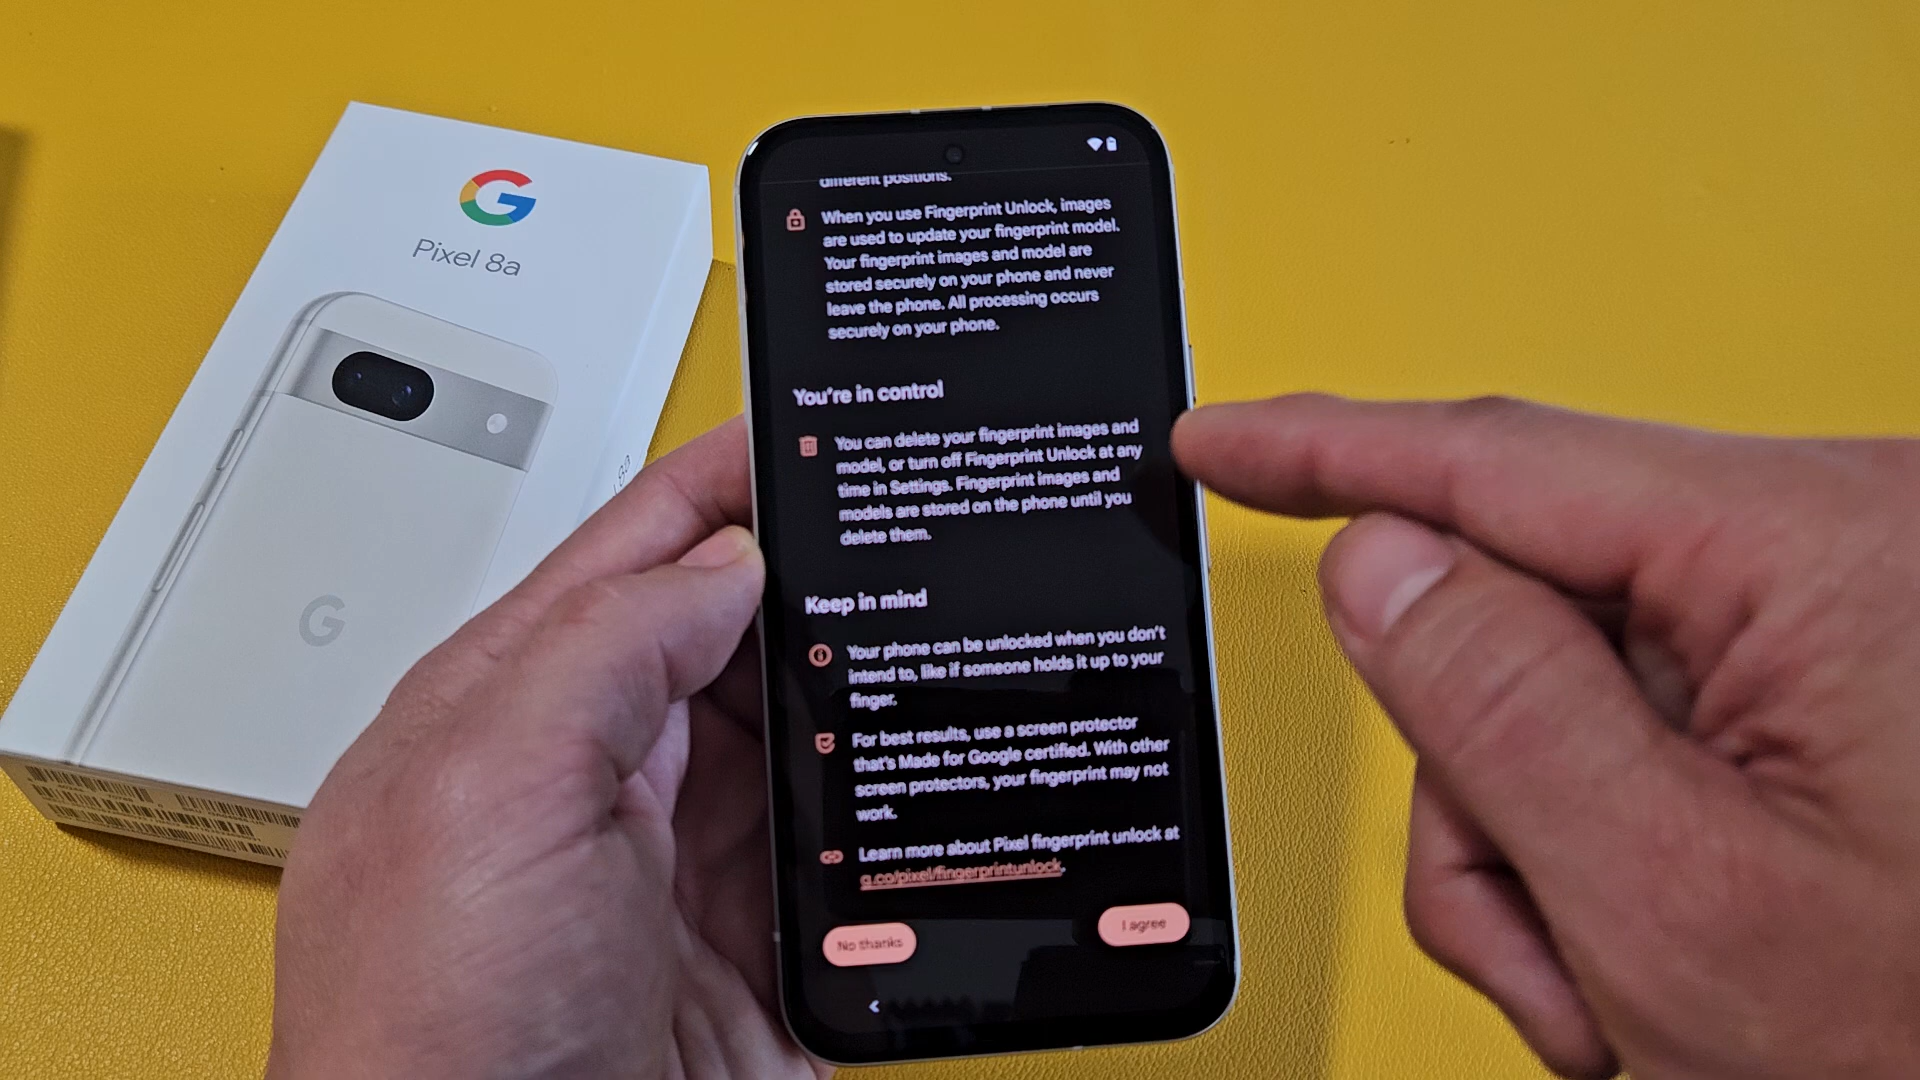 Pixel 8a
different positions.
When you use Fingerprint Unlock, images
are used to update your fingerprint model.
Your fingerprint images and model are
stored securely on your phone and never
leave the phone. All processing occurs
securely on your phone.
You're in control
You can delete your fingerprint images and
model, or turn off Fingerprint Unlock at any
time in Settings. Fingerprint images and
models are stored on the phone until you
delete them.
Keep in mind
Your phone can be unlocked when you don't
intend to, like if someone holds it up to your
finger.
For best results, use a screen protector
that's Made for Google certified. With other
screen protectors, your fingerprint may not
work.
Learn more about Pixel fingerprint unlock at
g.co/pixel/fingerprintunlock.
No thanks
I agree